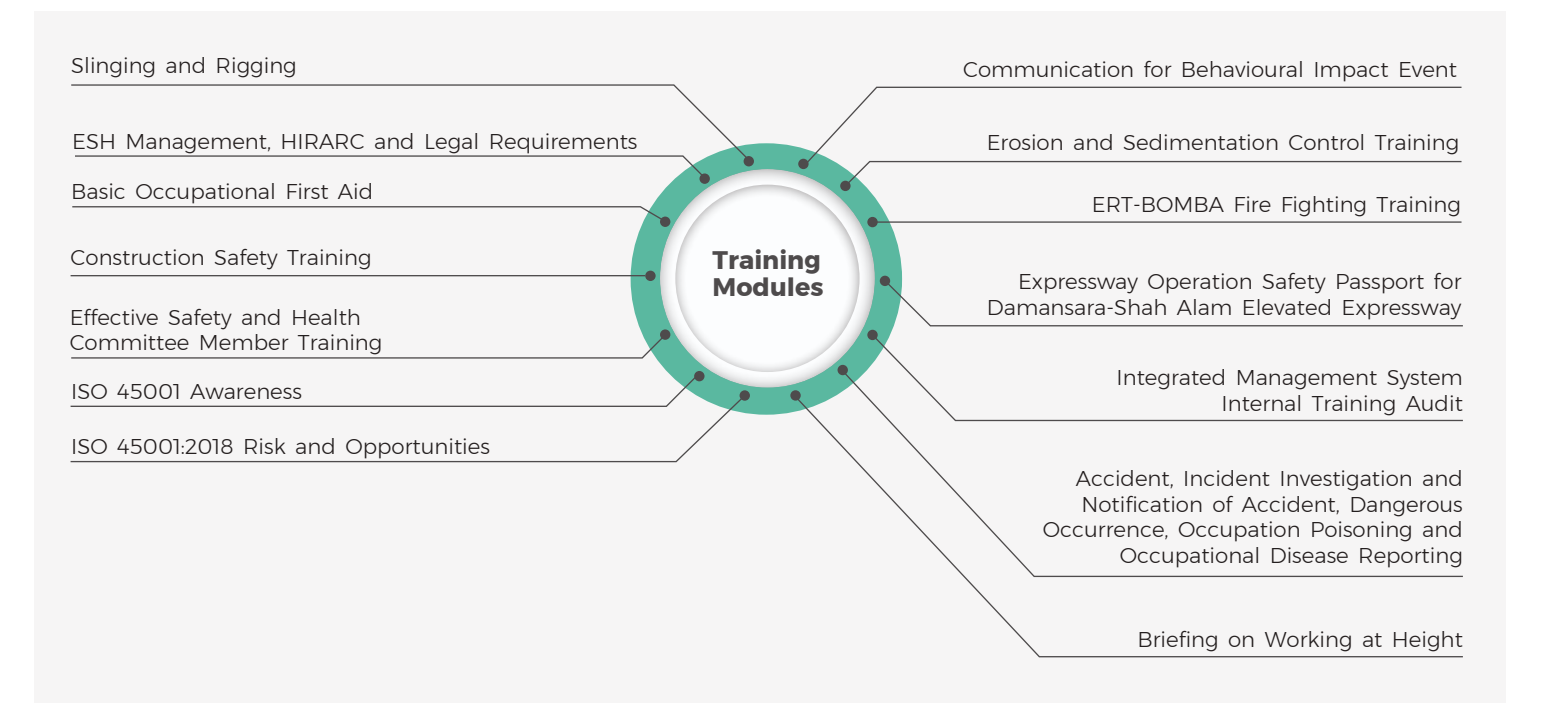 Slinging and Rigging
ESH Management, HIRARC and Legal Requirements
Basic Occupational First Aid
Construction Safety Training
Effective Safety and Health
Committee Member Training
ISO 45001 Awareness
ISO 45001:2018 Risk and Opportunities
Training
Modules
Communication for Behavioural Impact Event
Erosion and Sedimentation Control Training
ERT-BOMBA Fire Fighting Training
Expressway Operation Safety Passport for
Damansara-Shah Alam Elevated Expressway
Integrated Management System
Internal Training Audit
Accident, Incident Investigation and
Notification of Accident, Dangerous
Occurrence, Occupation Poisoning and
Occupational Disease Reporting
Briefing on Working at Height